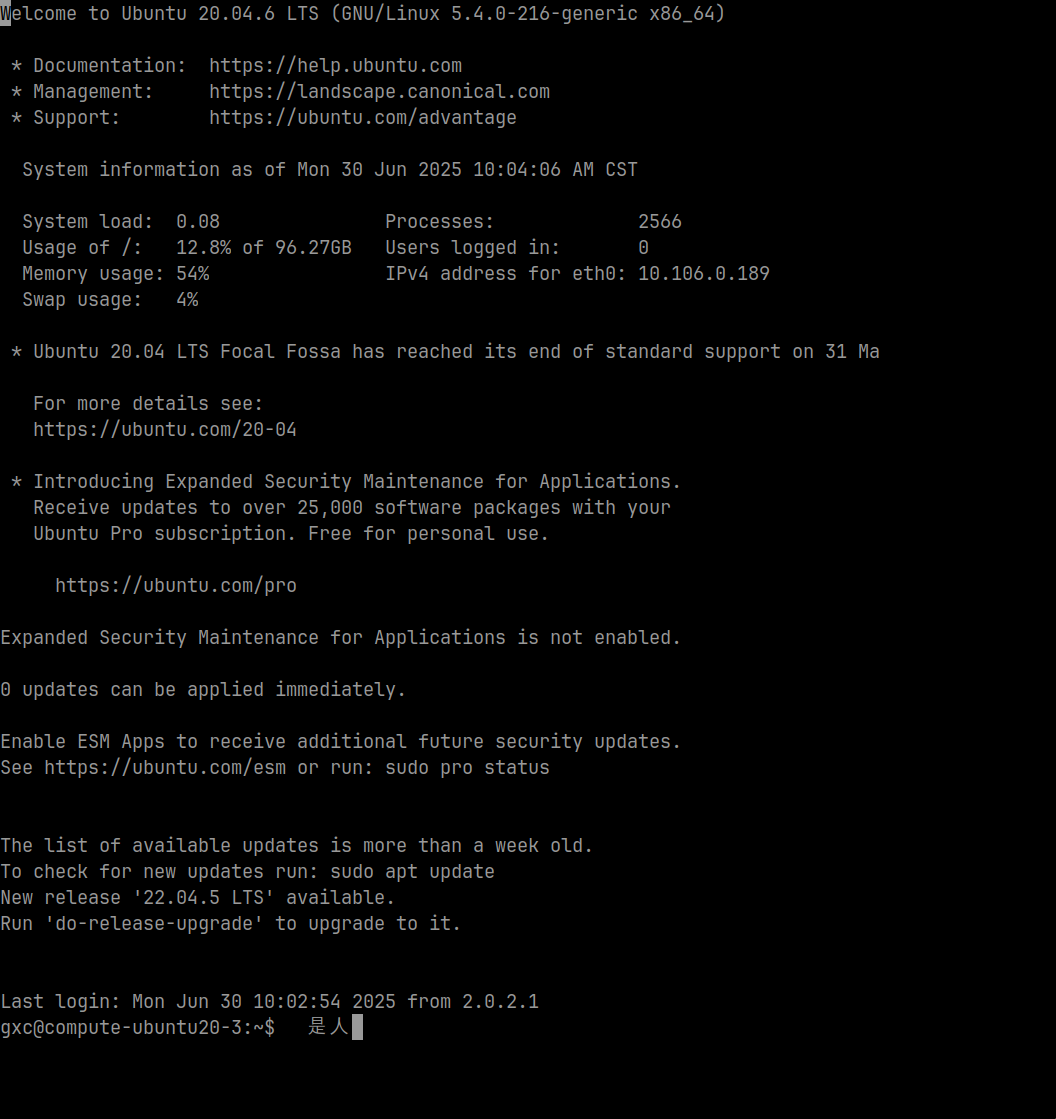 Welcome to Ubuntu 20.04.6 LTS (GNU/Linux 5.4.0-216-generic x86_64)
* Documentation:  https://help.ubuntu.com
* Management:     https://landscape.canonical.com
* Support:        https://ubuntu.com/advantage
System information as of Mon 30 Jun 2025 10:04:06 AM CST
System load:  0.08               Processes:             2566
Usage of /:   12.8% of 96.27GB   Users logged in:       0
Memory usage: 54%                IPv4 address for eth0: 10.106.0.189
Swap usage:   4%
* Ubuntu 20.04 LTS Focal Fossa has reached its end of standard support on 31 Ma
For more details see:
https://ubuntu.com/20-04
* Introducing Expanded Security Maintenance for Applications.
Receive updates to over 25,000 software packages with your
Ubuntu Pro subscription. Free for personal use.
https://ubuntu.com/pro
Expanded Security Maintenance for Applications is not enabled.
0 updates can be applied immediately.
Enable ESM Apps to receive additional future security updates.
See https://ubuntu.com/esm or run: sudo pro status
The list of available updates is more than a week old.
To check for new updates run: sudo apt update
New release '22.04.5 LTS' available.
Run 'do-release-upgrade' to upgrade to it.
Last login: Mon Jun 30 10:02:54 2025 from 2.0.2.1
gxc@compute-ubuntu20-3:~$   是人